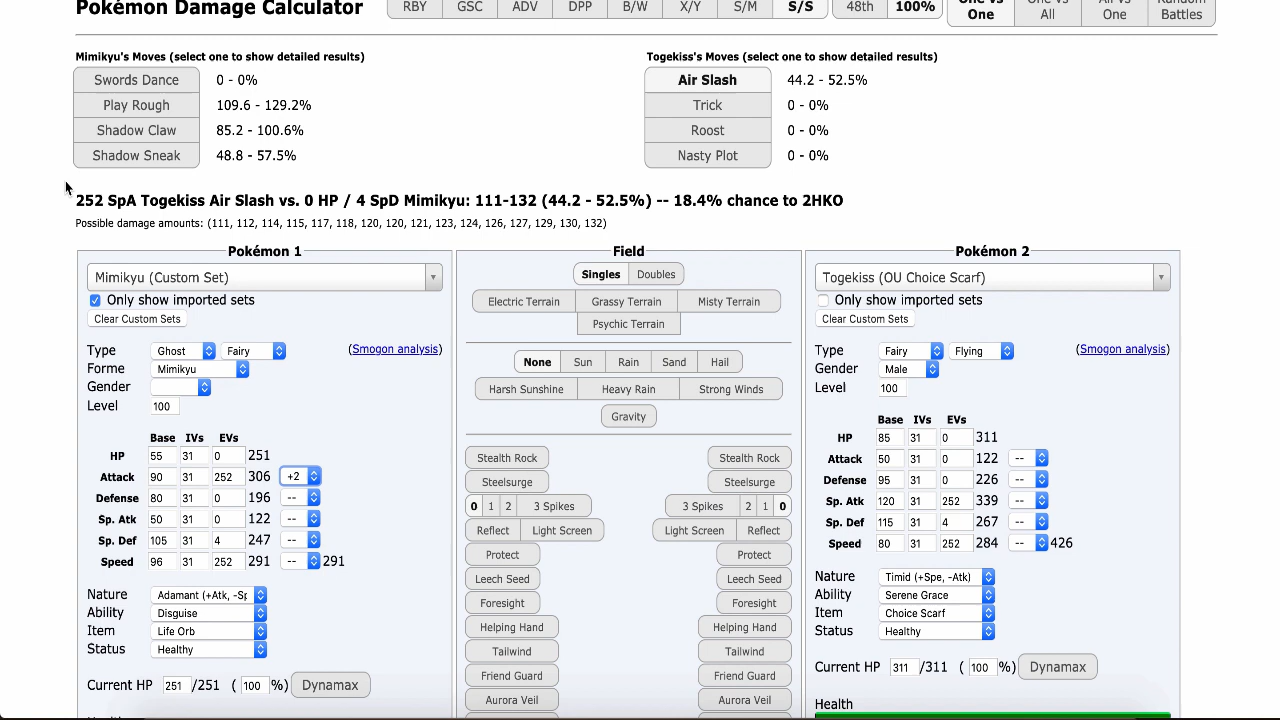 Pokémon Damage Calculator RBY GSC ADV DPP B/W X/Y S/M S/S 48th 100% One vs One One vs All All vs One Random Battles
Mimikyu's Moves (select one to show detailed results) Togekiss's Moves (select one to show detailed results)
Swords Dance 0 - 0% Air Slash 44.2 - 52.5%
Play Rough 109.6 - 129.2% Trick 0 - 0%
Shadow Claw 85.2 - 100.6% Roost 0 - 0%
Shadow Sneak 48.8 - 57.5% Nasty Plot 0 - 0%
252 SpA Togekiss Air Slash vs. 0 HP / 4 SpD Mimikyu: 111-132 (44.2 - 52.5%) -- 18.4% chance to 2HKO
Possible damage amounts: (111, 112, 114, 115, 117, 118, 120, 120, 121, 123, 124, 126, 127, 129, 130, 132)
Pokémon 1
Mimikyu (Custom Set)
Only show imported sets
Clear Custom Sets
Type Ghost Fairy (Smogon analysis)
Forme Mimikyu
Gender
Level 100
Base IVs EVs
HP 55 31 0 251
Attack 90 31 252 306 +2
Defense 80 31 0 196 --
Sp. Atk 50 31 0 122 --
Sp. Def 105 31 4 247 --
Speed 96 31 252 291 -- 291
Nature Adamant (+Atk, -Sp
Ability Disguise
Item Life Orb
Status Healthy
Current HP 251 /251 ( 100 %) Dynamax
Field
Singles Doubles
Electric Terrain Grassy Terrain Misty Terrain
Psychic Terrain
None Sun Rain Sand Hail
Harsh Sunshine Heavy Rain Strong Winds
Gravity
Stealth Rock Stealth Rock
Steelsurge Steelsurge
0 1 2 3 Spikes 3 Spikes 2 1 0
Reflect Light Screen Light Screen Reflect
Protect Protect
Leech Seed Leech Seed
Foresight Foresight
Helping Hand Helping Hand
Tailwind Tailwind
Friend Guard Friend Guard
Aurora Veil Aurora Veil
Pokémon 2
Togekiss (OU Choice Scarf)
Only show imported sets
Clear Custom Sets
Type Fairy Flying (Smogon analysis)
Gender Male
Level 100
Base IVs EVs
HP 85 31 0 311
Attack 50 31 0 122 --
Defense 95 31 0 226 --
Sp. Atk 120 31 252 339 --
Sp. Def 115 31 4 267 --
Speed 80 31 252 284 -- 426
Nature Timid (+Spe, -Atk)
Ability Serene Grace
Item Choice Scarf
Status Healthy
Current HP 311 /311 ( 100 %) Dynamax
Health